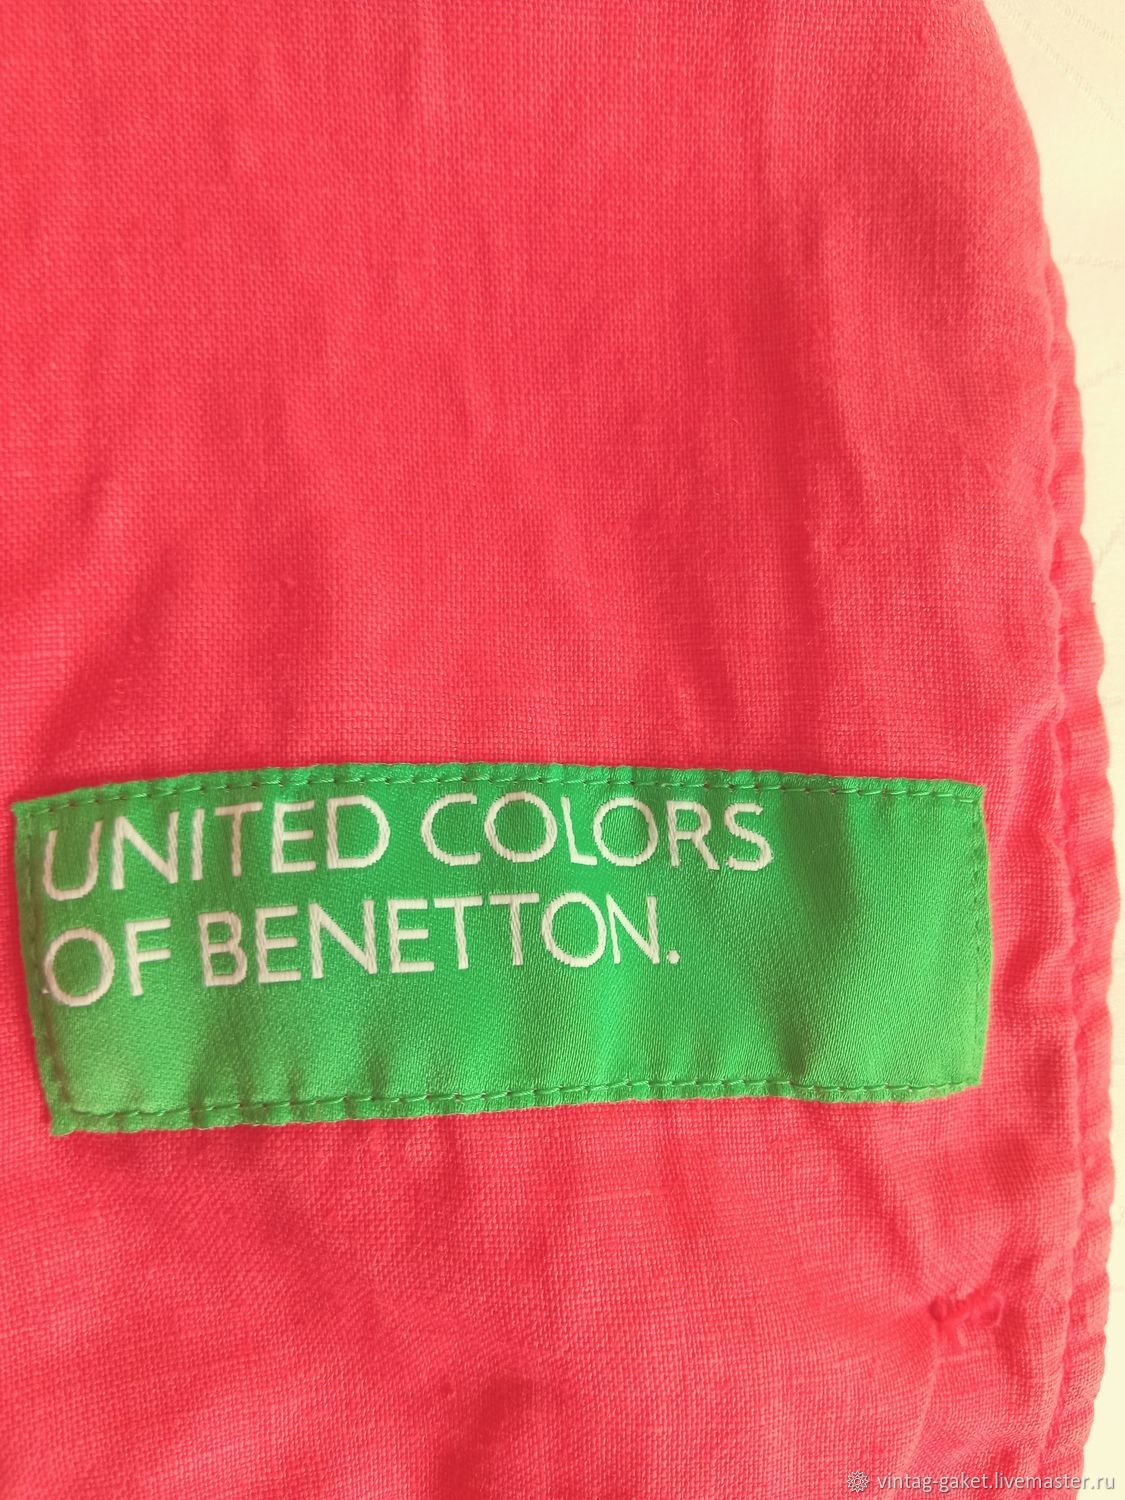 UNITED COLORS
OF BENETTON.
vintag-gaket.livemaster.ru